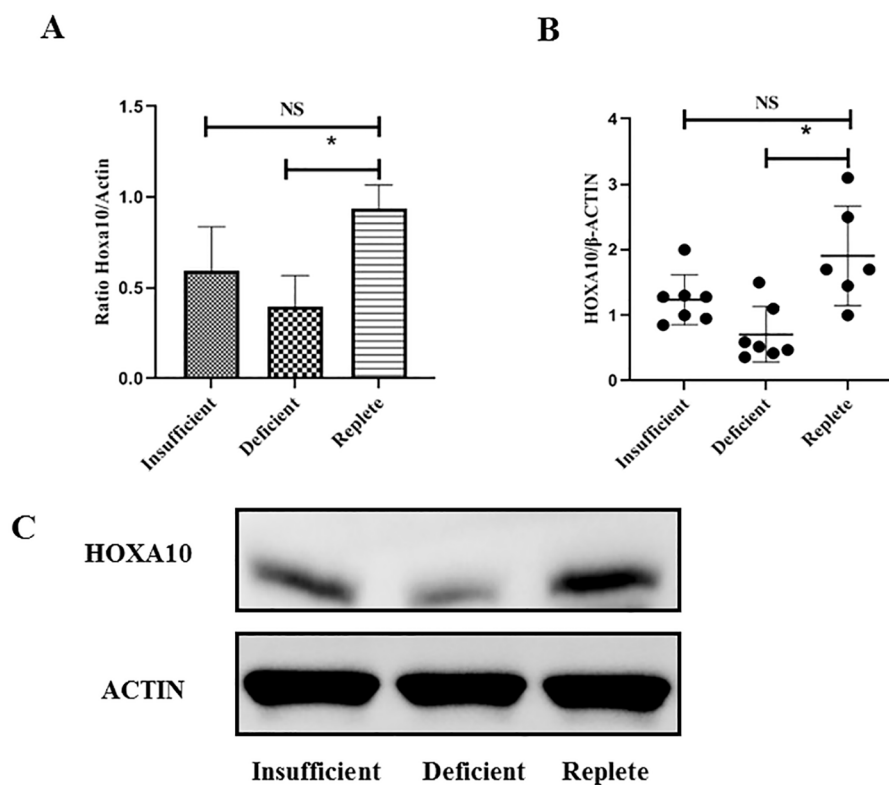 A
Ratio Hoxa10/Actin
1.5
1.0
0.5
0.0
NS
*
Insufficient
Deficient
Replete
B
HOXA10/β-ACTIN
4
3
2
1
0
NS
*
Insufficient
Deficient
Replete
C
HOXA10
ACTIN
Insufficient Deficient Replete